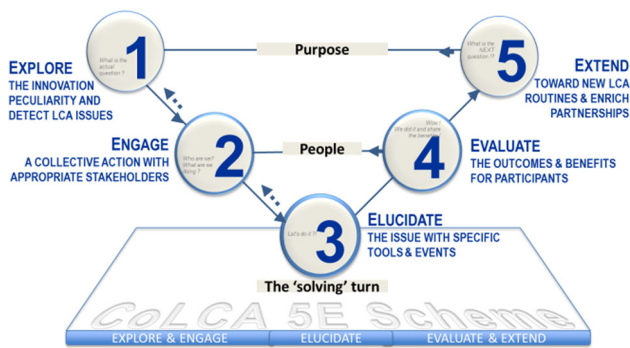 1
What is the
actual
question ?
Purpose
What is the
NEXT
question ?
5
EXPLORE
THE INNOVATION
PECULIARITY AND
DETECT LCA ISSUES
EXTEND
TOWARD NEW LCA
ROUTINES & ENRICH
PARTNERSHIPS
ENGAGE
A COLLECTIVE ACTION WITH
APPROPRIATE STAKEHOLDERS
2
Who are we?
What are we
doing ?
People
Wow!
We did it and share
the benefits
4
EVALUATE
THE OUTCOMES & BENEFITS
FOR PARTICIPANTS
Let's do it !
3
ELUCIDATE
THE ISSUE WITH SPECIFIC
TOOLS & EVENTS
The 'solving' turn
CoLCA 5E Scheme
EXPLORE & ENGAGE
ELUCIDATE
EVALUATE & EXTEND